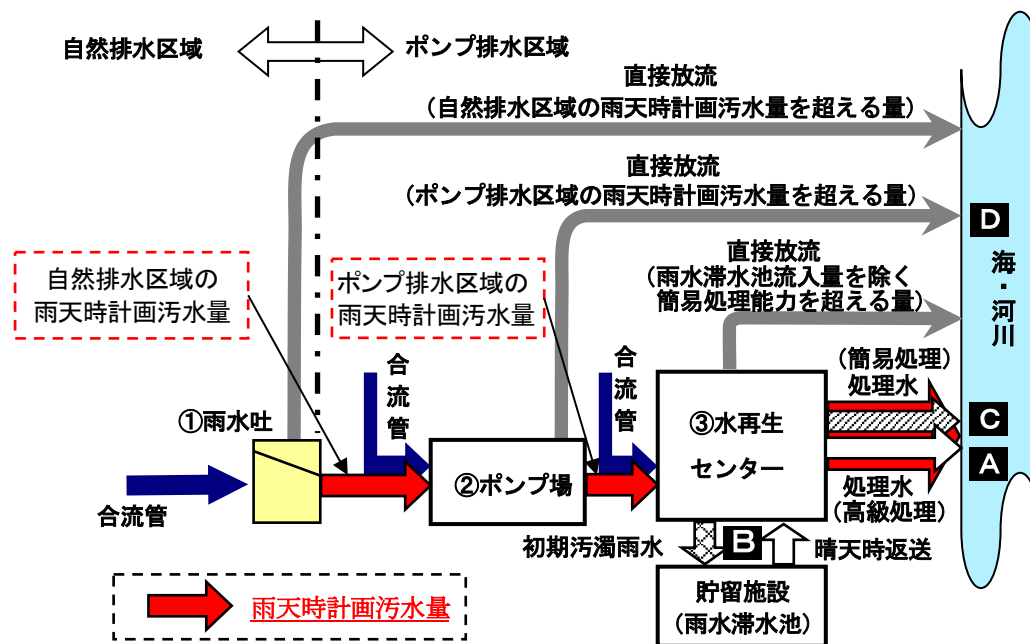 自然排水区域
ポンプ排水区域
直接放流
（自然排水区域の雨天時計画汚水量を超える量）
直接放流
（ポンプ排水区域の雨天時計画汚水量を超える量）
D
自然排水区域の
雨天時計画汚水量
ポンプ排水区域の
雨天時計画汚水量
直接放流
（雨水滞水池流入量を除く
簡易処理能力を超える量）
海・河川
合流管
合流管
（簡易処理）
処理水
①雨水吐
③水再生
センター
C
②ポンプ場
A
合流管
処理水
（高級処理）
初期汚濁雨水
B
晴天時返送
貯留施設
（雨水滞水池）
雨天時計画汚水量